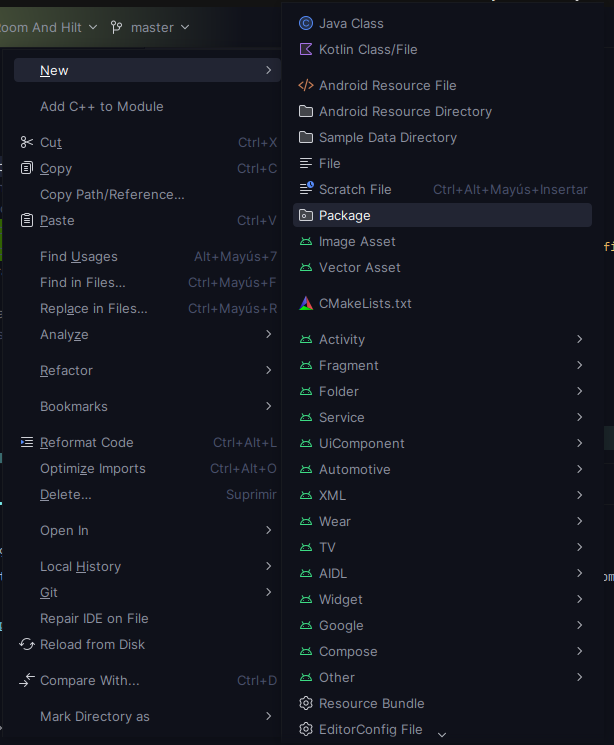 oom And Hilt
master
New
Add C++ to Module
Cut Ctrl+X
Copy Ctrl+C
Copy Path/Reference...
Paste Ctrl+V
Find Usages Alt+Mayús+7
Find in Files... Ctrl+Mayús+F
Replace in Files... Ctrl+Mayús+R
Analyze
Refactor
Bookmarks
Reformat Code Ctrl+Alt+L
Optimize Imports Ctrl+Alt+O
Delete... Suprimir
Open In
Local History
Git
Repair IDE on File
Reload from Disk
Compare With... Ctrl+D
Mark Directory as
Java Class
Kotlin Class/File
Android Resource File
Android Resource Directory
Sample Data Directory
File
Scratch File Ctrl+Alt+Mayús+Insertar
Package
Image Asset
Vector Asset
CMakeLists.txt
Activity
Fragment
Folder
Service
UiComponent
Automotive
XML
Wear
TV
AIDL
Widget
Google
Compose
Other
Resource Bundle
EditorConfig File
fi
om